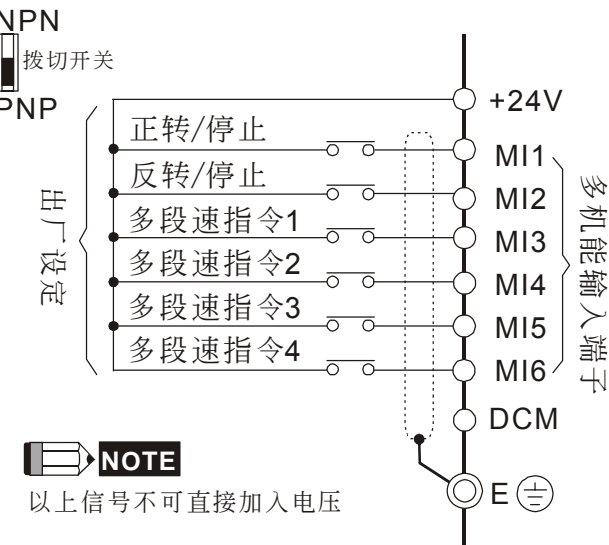 NPN
拨切开关
PNP
出厂设定
正转/停止
反转/停止
多段速指令1
多段速指令2
多段速指令3
多段速指令4
+24V
MI1
MI2
MI3
MI4
MI5
MI6
多机能输入端子
DCM
E
NOTE
以上信号不可直接加入电压